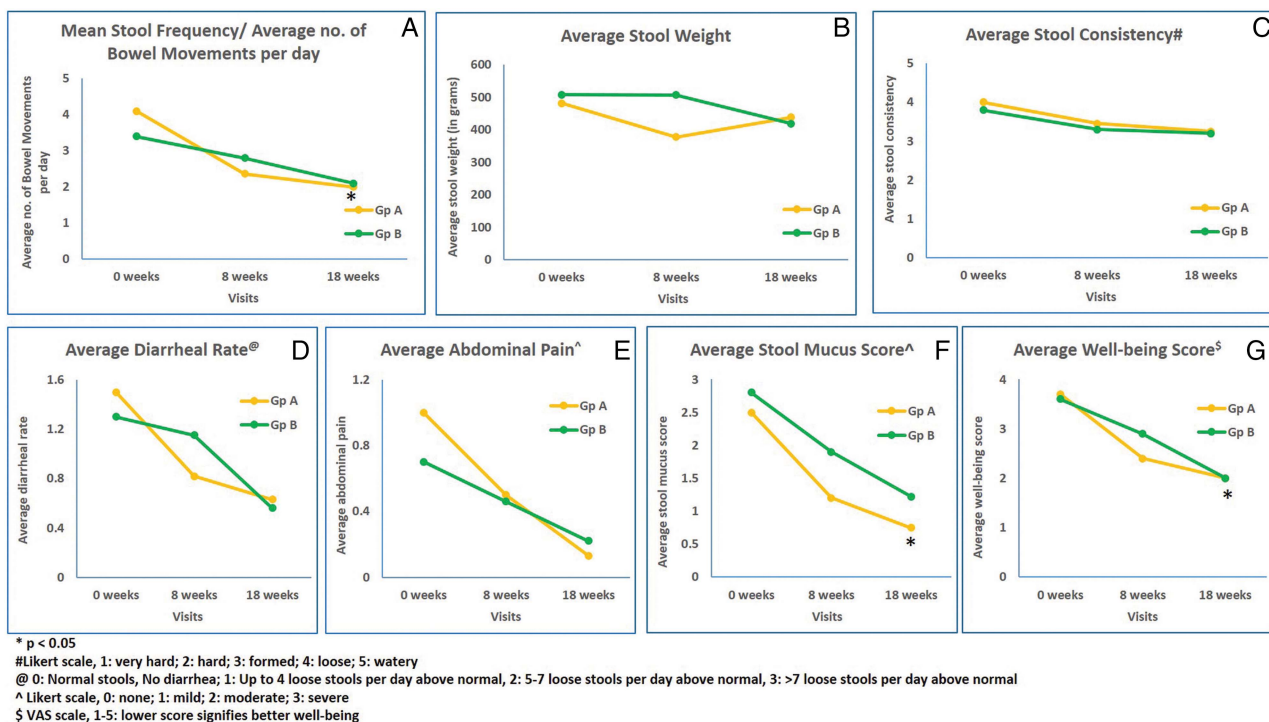 Mean Stool Frequency/ Average no. of
Bowel Movements per day
A
Average no. of Bowel Movements
per day
5
4
3
2
1
0
*
Gp A
Gp B
0 weeks
8 weeks
18 weeks
Visits
Average Stool Weight
B
Average stool weight (in grams)
600
500
400
300
200
100
0
Gp A
Gp B
0 weeks
8 weeks
18 weeks
Visits
Average Stool Consistency#
C
Average stool consistency
5
4
3
2
1
0
Gp A
Gp B
0 weeks
8 weeks
18 weeks
Visits
Average Diarrheal Rate@
D
Average diarrheal rate
1.6
1.2
0.8
0.4
0
Gp A
Gp B
0 weeks
8 weeks
18 weeks
Visits
Average Abdominal Pain^
E
Average abdominal pain
1.2
0.8
0.4
0
Gp A
Gp B
0 weeks
8 weeks
18 weeks
Visits
Average Stool Mucus Score^
F
Average stool mucus score
3
2.5
2
1.5
1
0.5
0
Gp A
Gp B
*
0 weeks
8 weeks
18 weeks
Visits
Average Well-being Score$
G
Average well-being score
4
3
2
1
0
Gp A
Gp B
*
0 weeks
8 weeks
18 weeks
Visits
* p < 0.05
#Likert scale, 1: very hard; 2: hard; 3: formed; 4: loose; 5: watery
@ 0: Normal stools, No diarrhea; 1: Up to 4 loose stools per day above normal, 2: 5-7 loose stools per day above normal, 3: >7 loose stools per day above normal
^ Likert scale, 0: none; 1: mild; 2: moderate; 3: severe
$ VAS scale, 1-5: lower score signifies better well-being